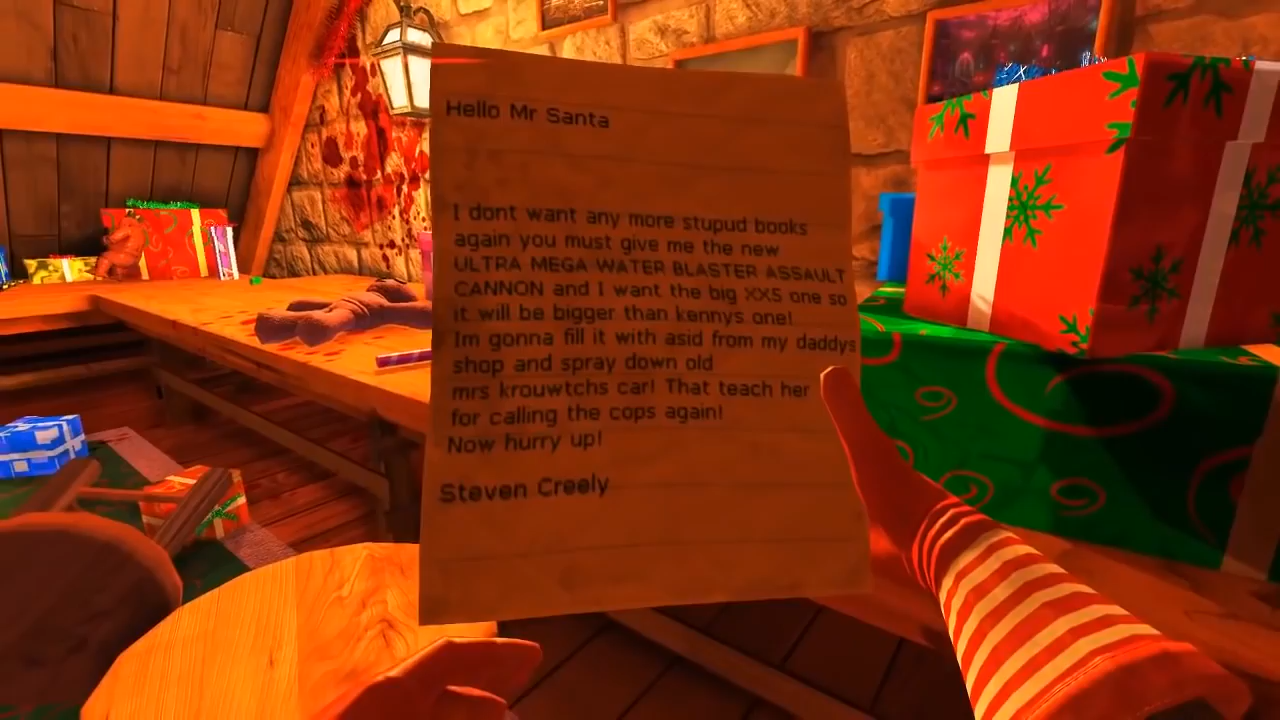 Hello Mr Santa
I dont want any more stupud books
again you must give me the new
ULTRA MEGA WATER BLASTER ASSAULT
CANNON and I want the big XX5 one so
it will be bigger than kennys one!
Im gonna fill it with asid from my daddys
shop and spray down old
mrs krouwtchs car! That teach her
for calling the cops again!
Now hurry up!
Steven Creely